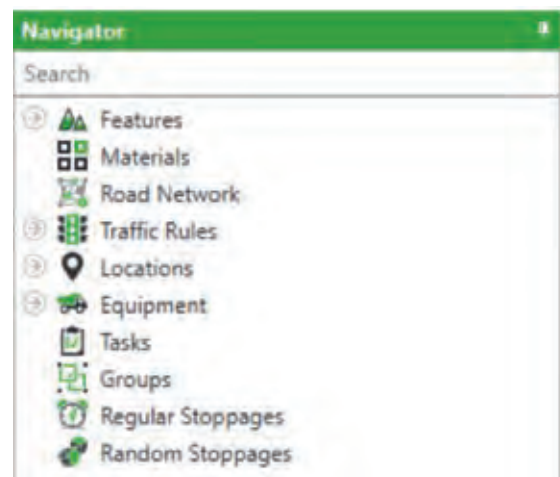 Navigator
Search
Features
Materials
Road Network
Traffic Rules
Locations
Equipment
Tasks
Groups
Regular Stoppages
Random Stoppages